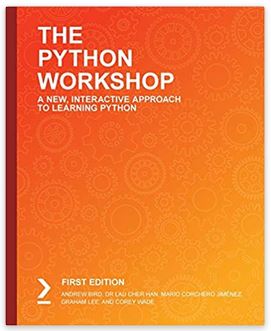 THE
PYTHON
WORKSHOP
A NEW, INTERACTIVE APPROACH
TO LEARNING PYTHON
FIRST EDITION
ANDREW BIRD, DR LAU CHER HAN, MARIO CORCHERO JIMÉNEZ,
GRAHAM LEE, AND COREY WADE